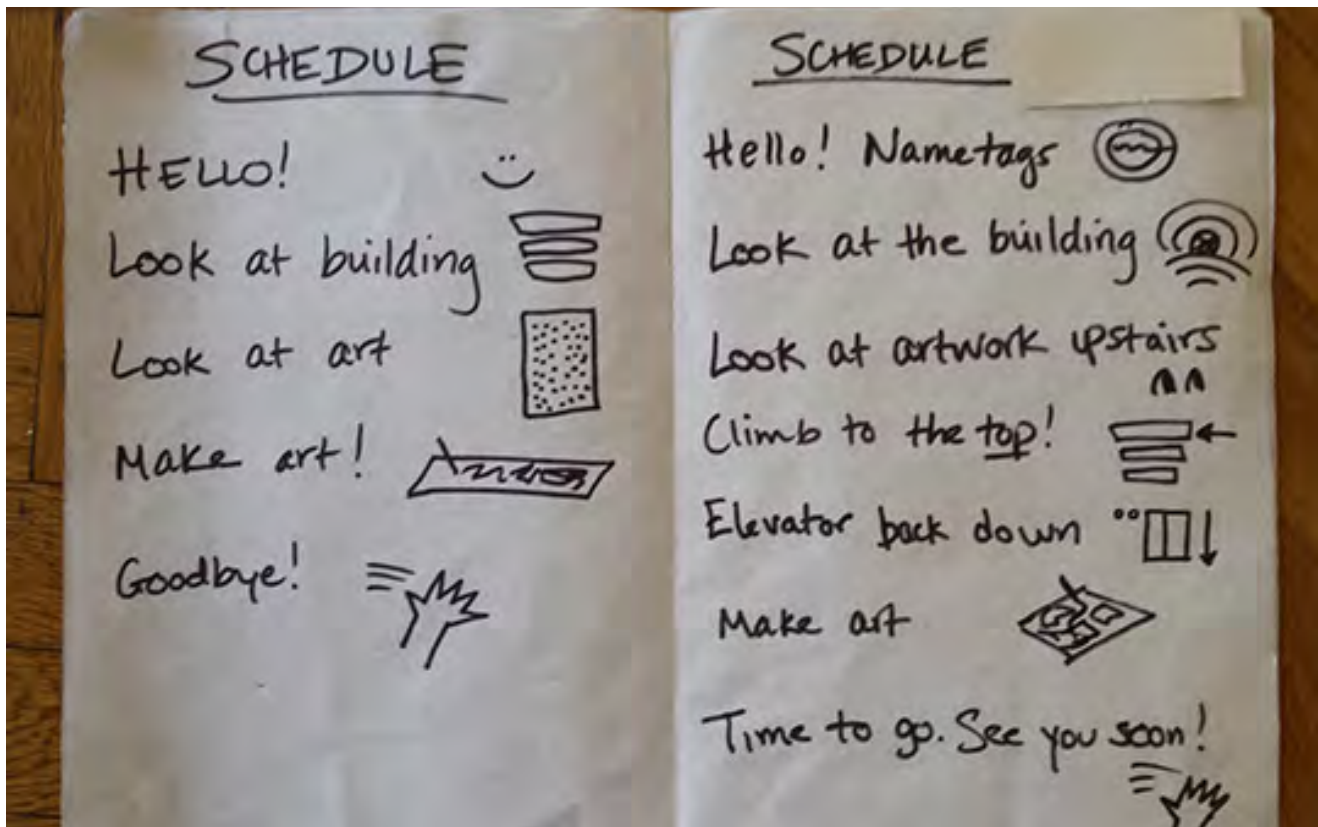 SCHEDULE
HELLO!
Look at building
Look at art
Make art!
Goodbye!
SCHEDULE
Hello! Nametags
Look at the building
Look at artwork upstairs
Climb to the top!
Elevator back down
Make art
Time to go. See you soon!